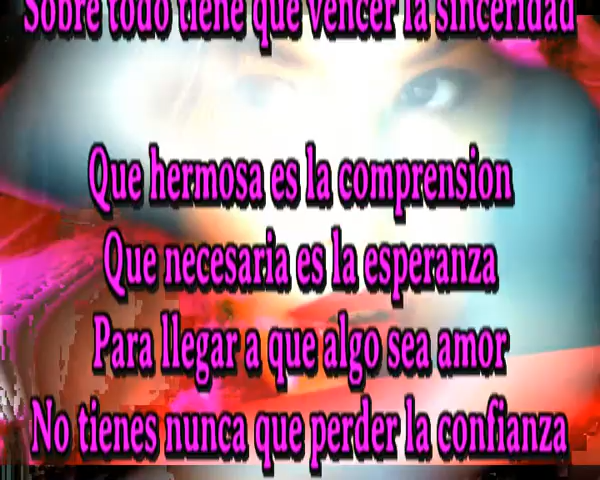 Sobre todo tiene que vencer la sinceridad
Que hermosa es la comprension
Que necesaria es la esperanza
Para llegar a que algo sea amor
No tienes nunca que perder la confianza